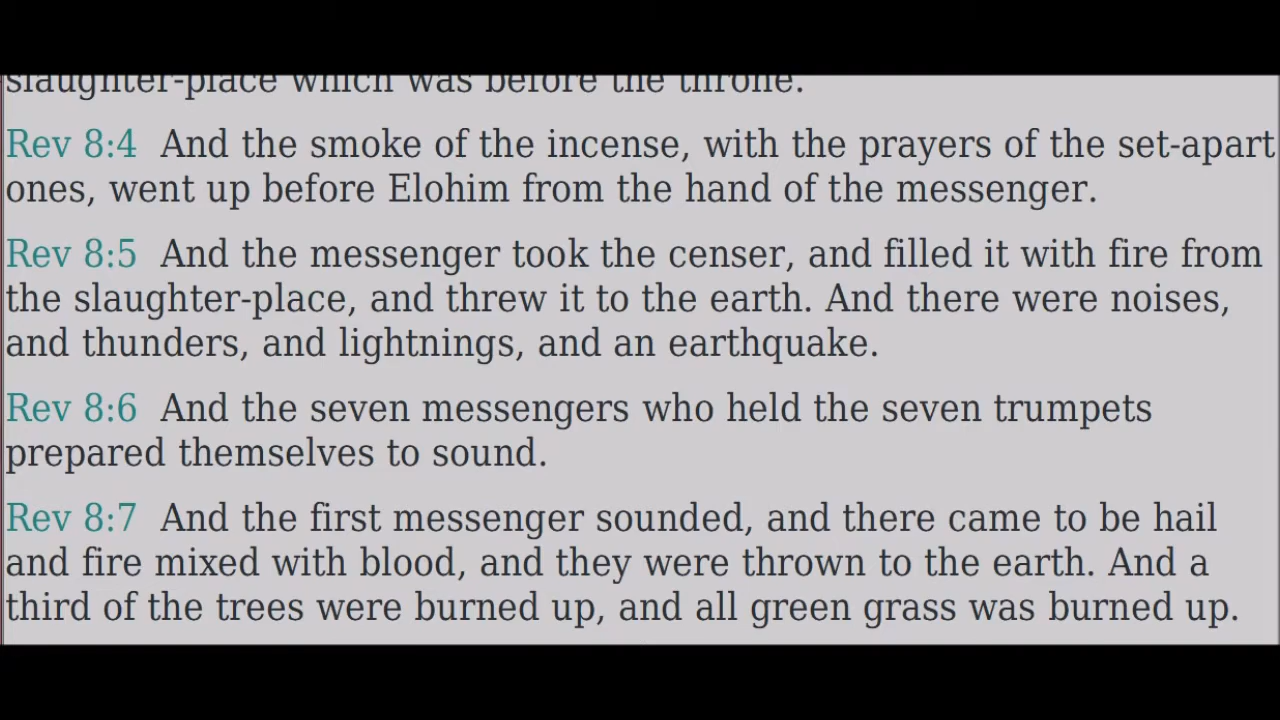 slaughter-place which was before the throne.
Rev 8:4 And the smoke of the incense, with the prayers of the set-apart
ones, went up before Elohim from the hand of the messenger.
Rev 8:5 And the messenger took the censer, and filled it with fire from
the slaughter-place, and threw it to the earth. And there were noises,
and thunders, and lightnings, and an earthquake.
Rev 8:6 And the seven messengers who held the seven trumpets
prepared themselves to sound.
Rev 8:7 And the first messenger sounded, and there came to be hail
and fire mixed with blood, and they were thrown to the earth. And a
third of the trees were burned up, and all green grass was burned up.